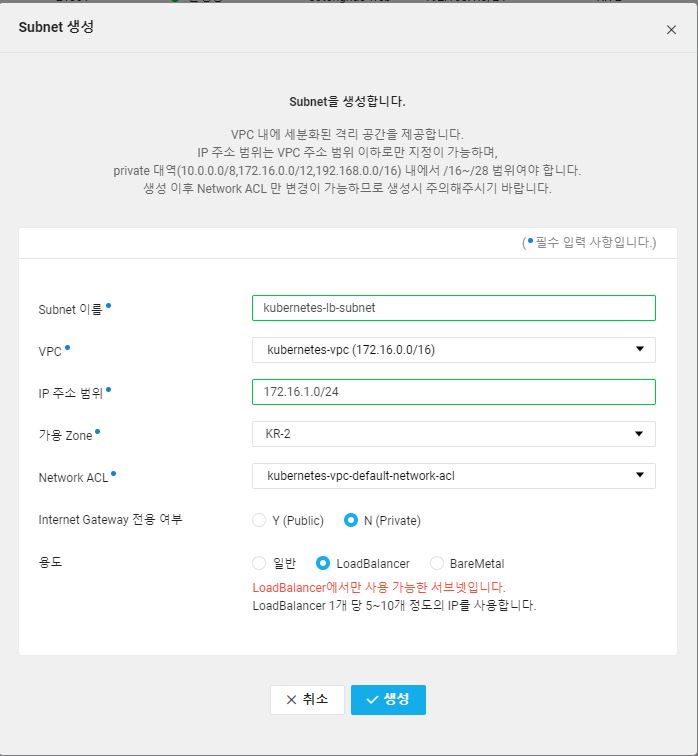 Subnet 생성
Subnet을 생성합니다.
VPC 내에 세분화된 격리 공간을 제공합니다.
IP 주소 범위는 VPC 주소 범위 이하로만 지정이 가능하며,
private 대역(10.0.0.0/8,172.16.0.0/12,192.168.0.0/16) 내에서 /16~/28 범위여야 합니다.
생성 이후 Network ACL 만 변경이 가능하므로 생성시 주의해주시기 바랍니다.
(•필수 입력 사항입니다.)
Subnet 이름• kubernetes-lb-subnet
VPC• kubernetes-vpc (172.16.0.0/16)
IP 주소 범위• 172.16.1.0/24
가용 Zone• KR-2
Network ACL• kubernetes-vpc-default-network-acl
Internet Gateway 전용 여부 Y (Public) N (Private)
용도 일반 LoadBalancer BareMetal
LoadBalancer에서만 사용 가능한 서브넷입니다.
LoadBalancer 1개 당 5~10개 정도의 IP를 사용합니다.
취소 생성